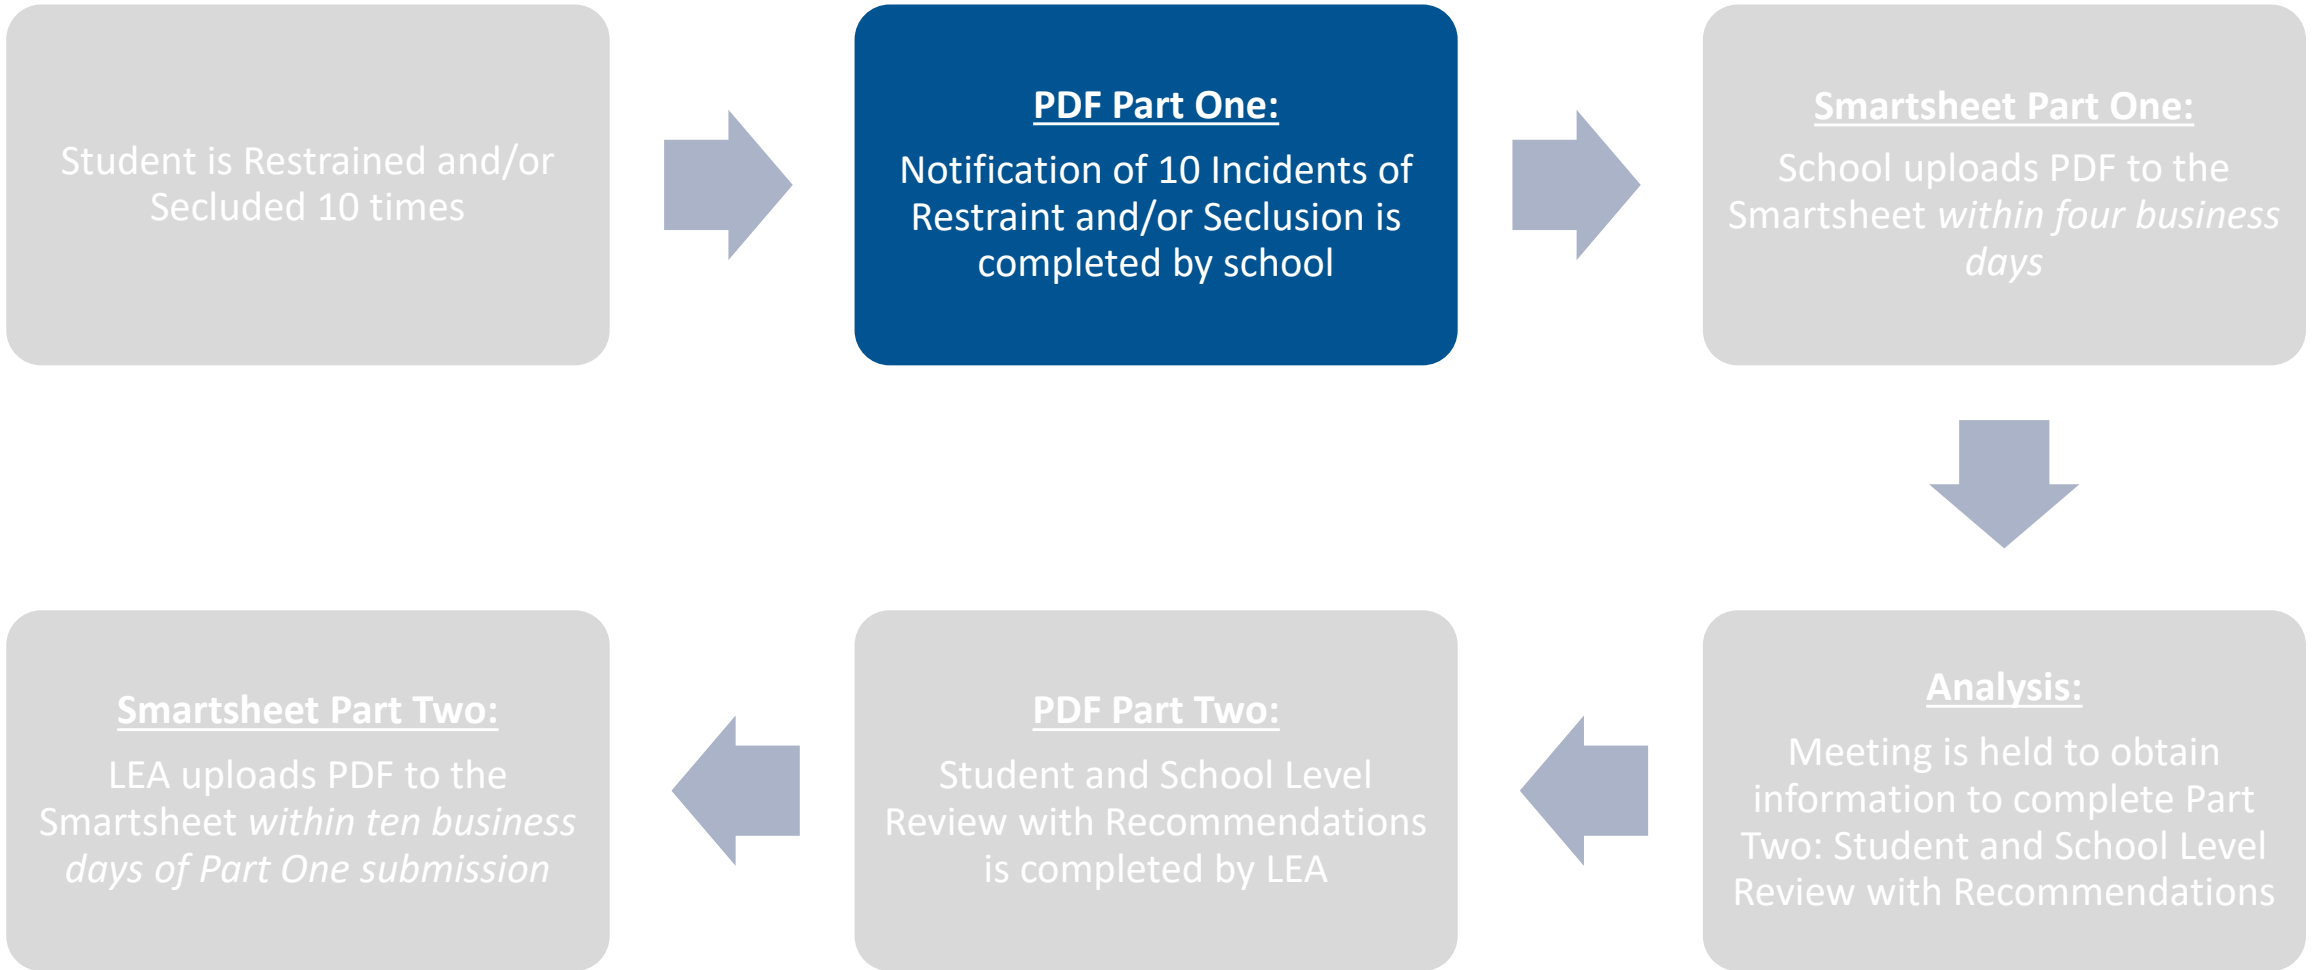 Student is Restrained and/or
Secluded 10 times
PDF Part One:
Notification of 10 Incidents of
Restraint and/or Seclusion is
completed by school
Smartsheet Part One:
School uploads PDF to the
Smartsheet within four business
days
Analysis:
Meeting is held to obtain
information to complete Part
Two: Student and School Level
Review with Recommendations
PDF Part Two:
Student and School Level
Review with Recommendations
is completed by LEA
Smartsheet Part Two:
LEA uploads PDF to the
Smartsheet within ten business
days of Part One submission